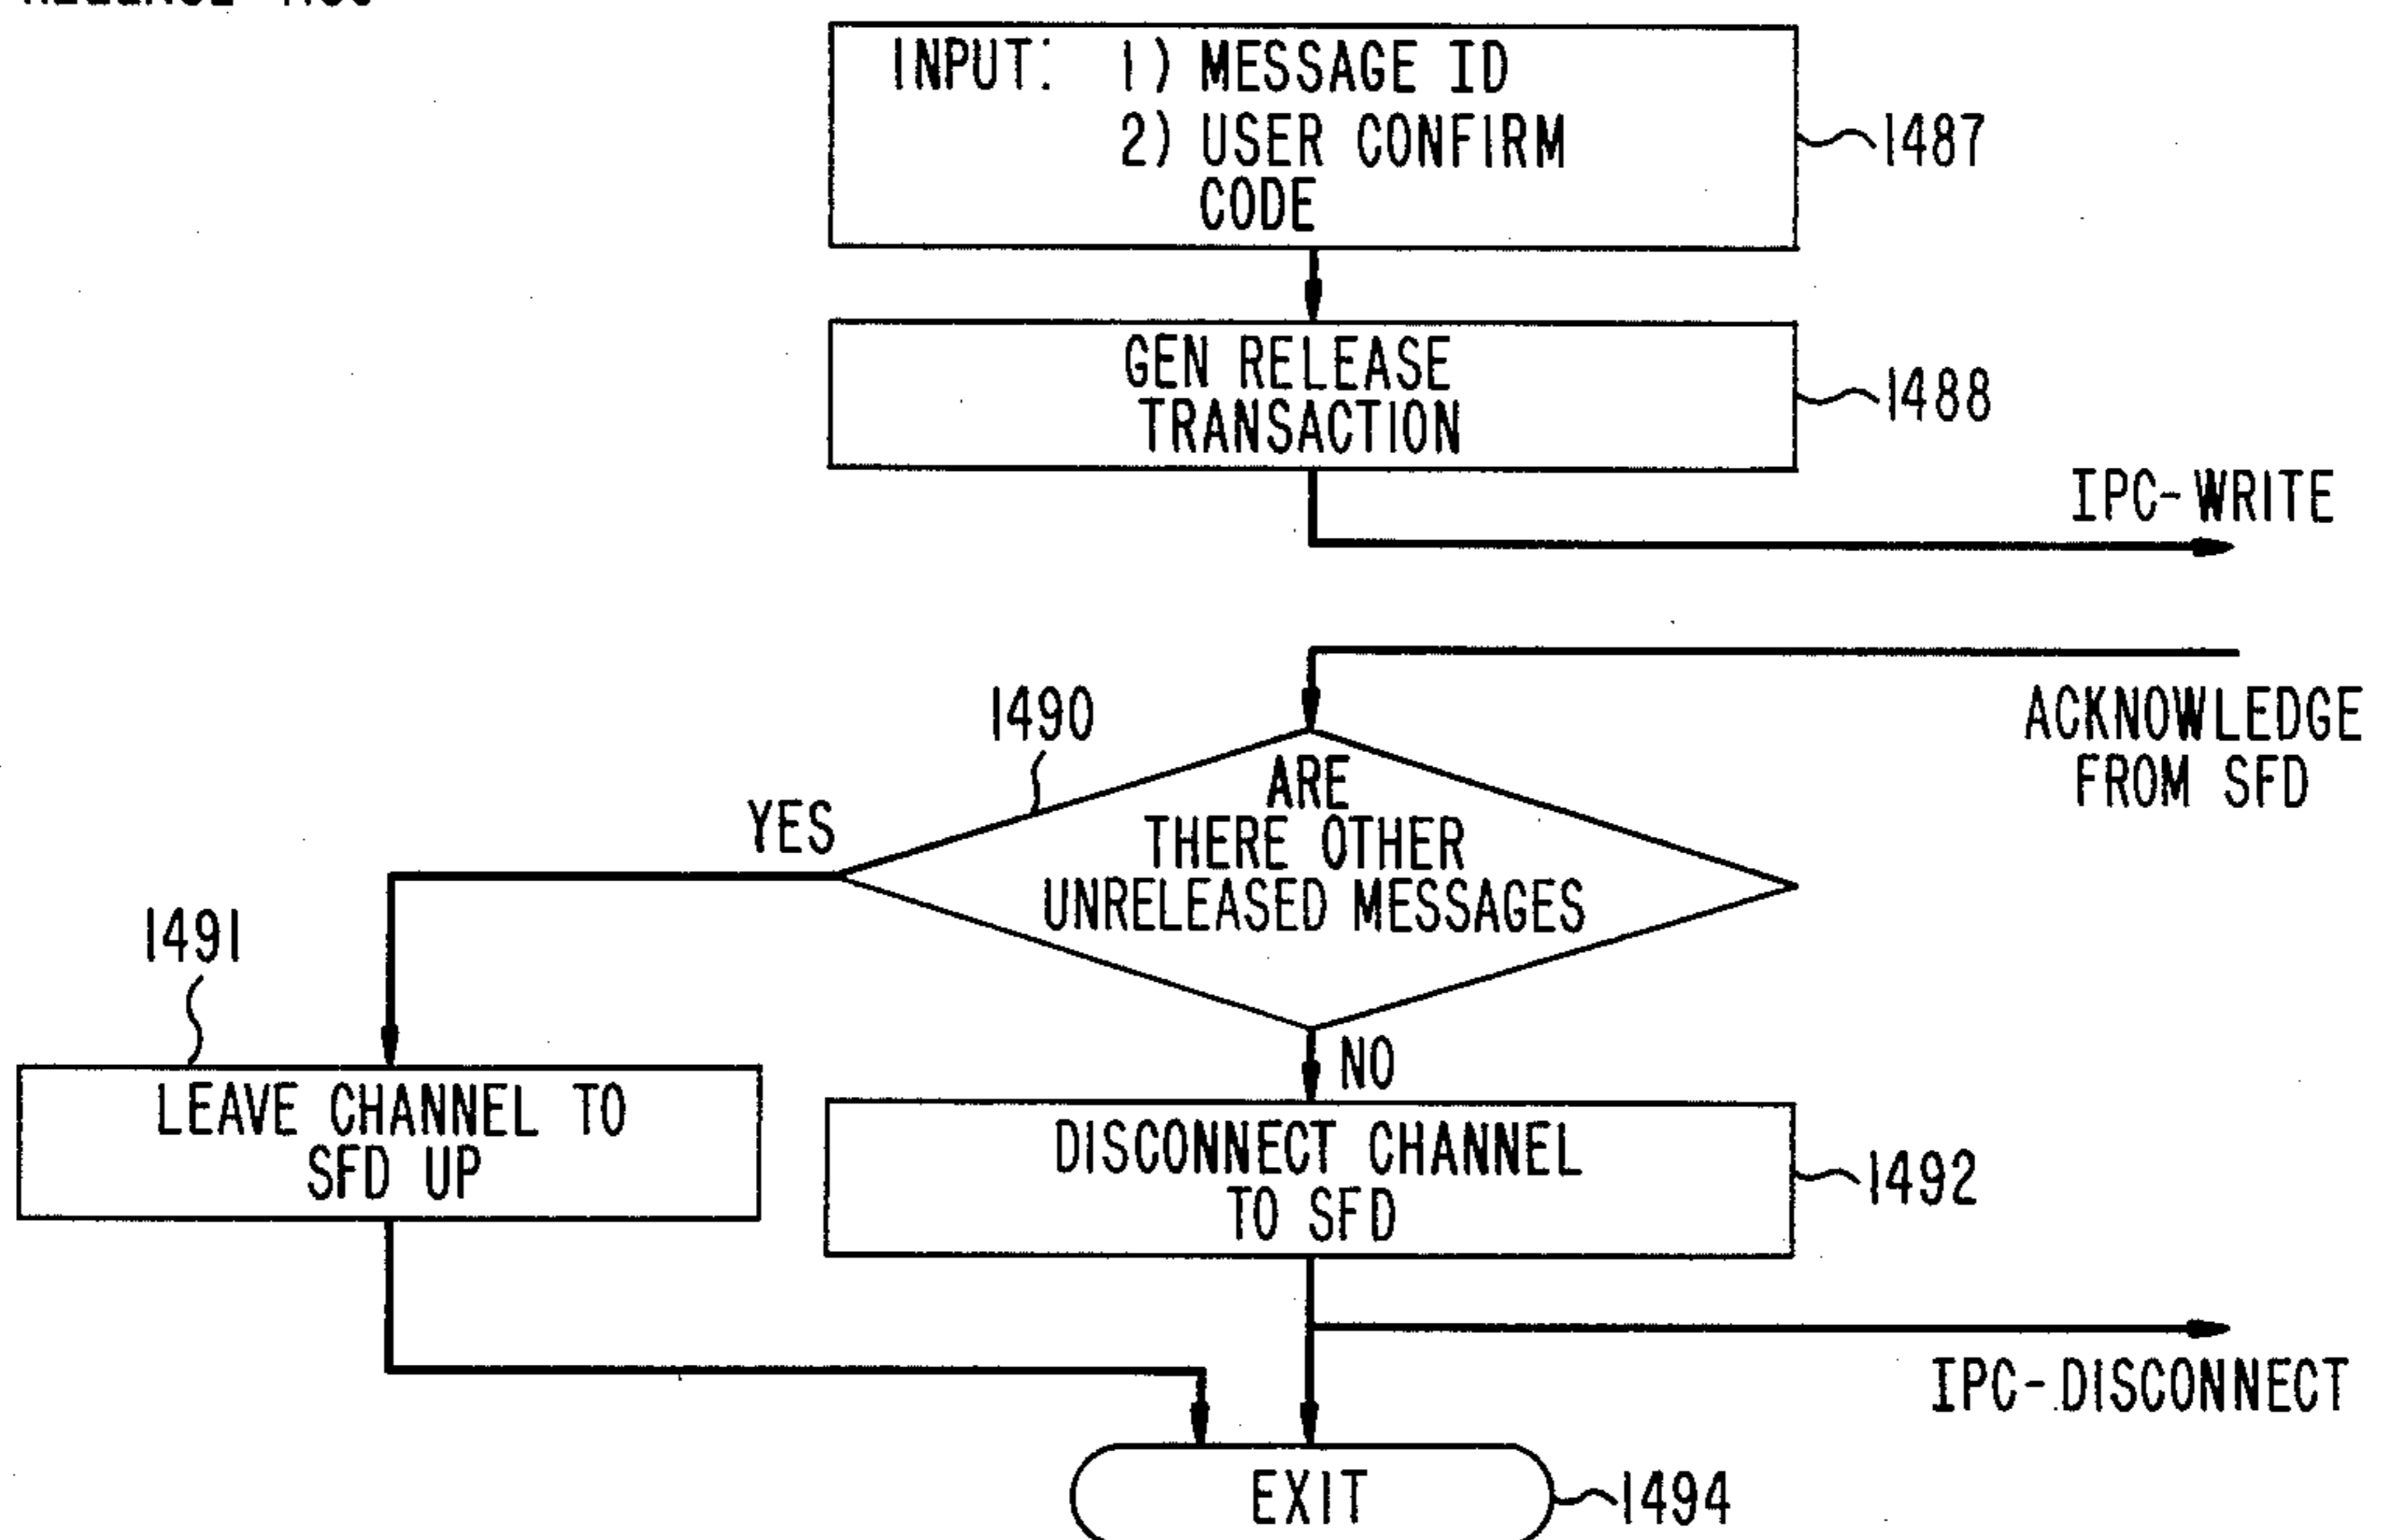 INPUT: 1) MESSAGE ID
2) USER CONFIRM
CODE
1487
GEN RELEASE
TRANSACTION
1488
IPC-WRITE
ACKNOWLEDGE
FROM SFD
1490
ARE
THERE OTHER
UNRELEASED MESSAGES
YES
NO
1491
LEAVE CHANNEL TO
SFD UP
DISCONNECT CHANNEL
TO SFD
1492
IPC-DISCONNECT
EXIT
1494